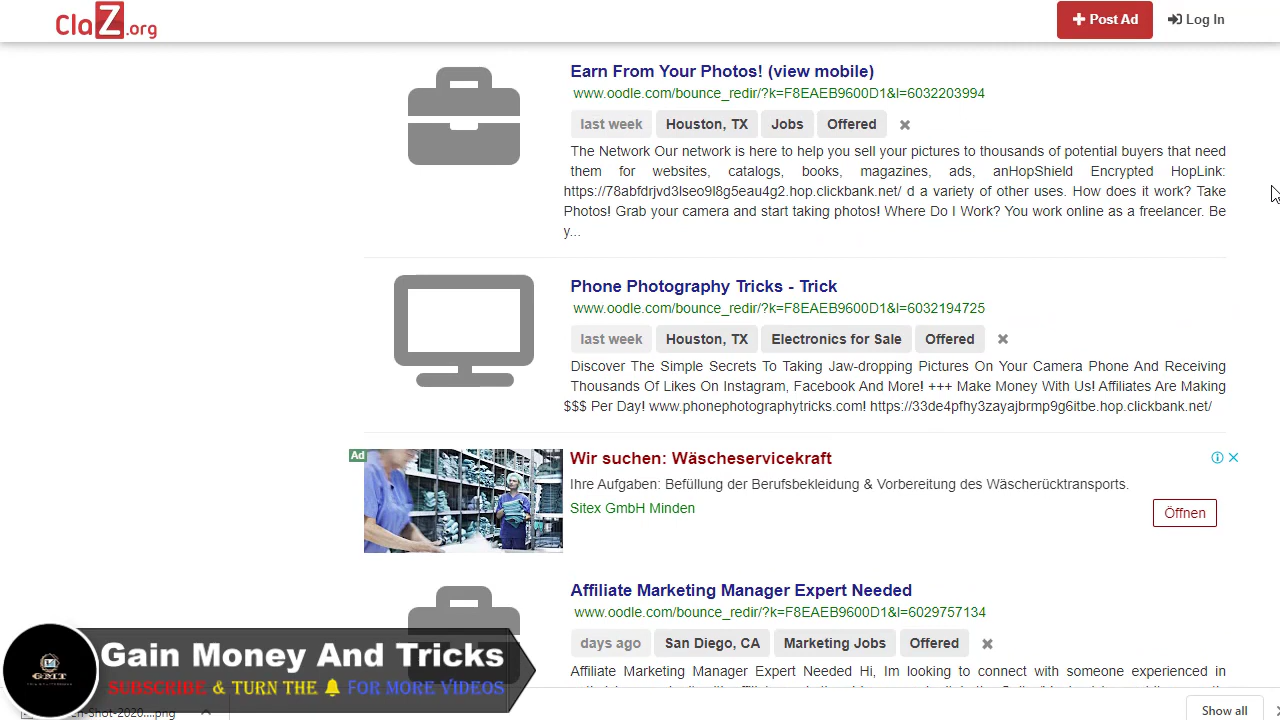 ClaZ.org
Post Ad
Log In
Earn From Your Photos! (view mobile)
www.oodle.com/bounce_redir/?k=F8EAEB9600D1&l=6032203994
last week Houston, TX Jobs Offered ×
The Network Our network is here to help you sell your pictures to thousands of potential buyers that need
them for websites, catalogs, books, magazines, ads, anHopShield Encrypted HopLink:
https://78abfdrjvd3lseo9l8g5eau4g2.hop.clickbank.net/ d a variety of other uses. How does it work? Take
Photos! Grab your camera and start taking photos! Where Do I Work? You work online as a freelancer. Be
y...
Phone Photography Tricks - Trick
www.oodle.com/bounce_redir/?k=F8EAEB9600D1&l=6032194725
last week Houston, TX Electronics for Sale Offered ×
Discover The Simple Secrets To Taking Jaw-dropping Pictures On Your Camera Phone And Receiving
Thousands Of Likes On Instagram, Facebook And More! +++ Make Money With Us! Affiliates Are Making
$$$ Per Day! www.phonephotographytricks.com! https://33de4pfhy3zayajbrmp9g6itbe.hop.clickbank.net/
Ad
Wir suchen: Wäscheservicekraft
Ihre Aufgaben: Befüllung der Berufsbekleidung & Vorbereitung des Wäscherücktransports.
Sitex GmbH Minden
Öffnen
Affiliate Marketing Manager Expert Needed
www.oodle.com/bounce_redir/?k=F8EAEB9600D1&l=6029757134
days ago San Diego, CA Marketing Jobs Offered ×
Affiliate Marketing Manager Expert Needed Hi, Im looking to connect with someone experienced in
GMT
Gain Money And Tricks
SUBSCRIBE & TURN THE FOR MORE VIDEOS
-Shot-2020....png
Show all